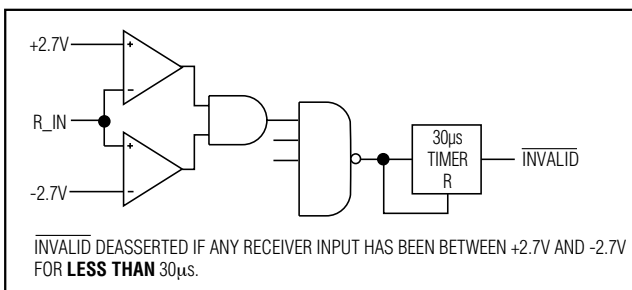 +2.7V
+
-
R_IN
+
-
-2.7V
30µs
TIMER
R
INVALID
INVALID DEASSERTED IF ANY RECEIVER INPUT HAS BEEN BETWEEN +2.7V AND -2.7V
FOR LESS THAN 30µs.